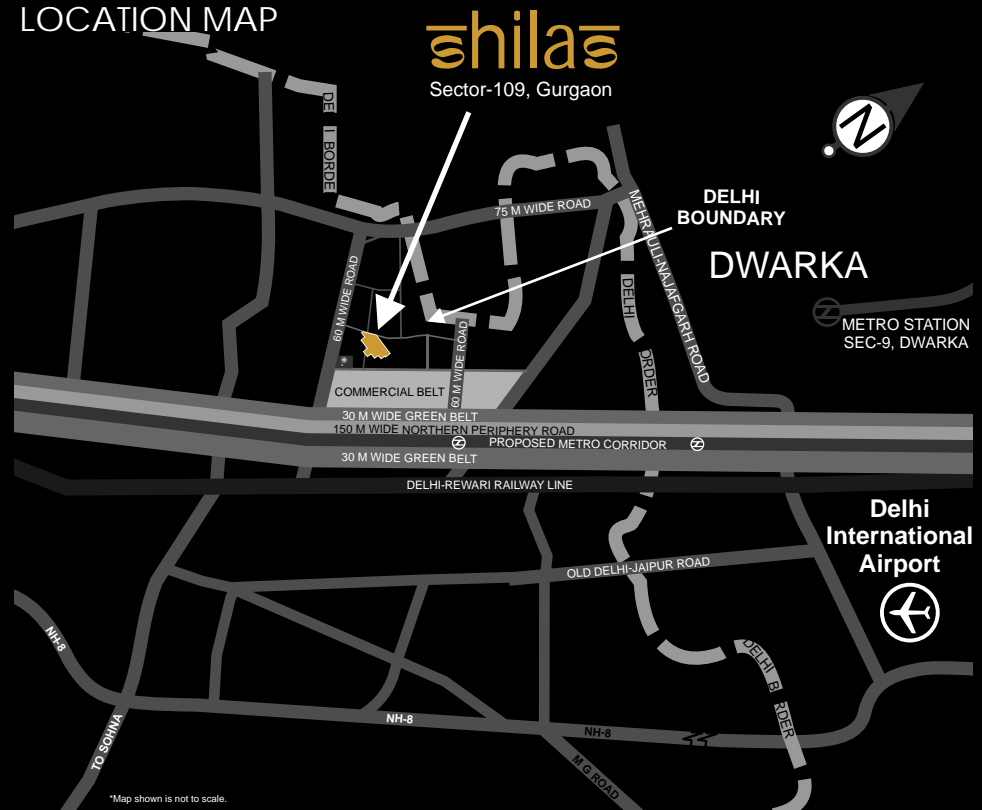 LOCATION MAP
shilas
Sector-109, Gurgaon
N
DELHI
BOUNDARY
75 M WIDE ROAD
MEHRAULI-NAJAFGARH ROAD
DWARKA
60 M WIDE ROAD
DELHI
METRO STATION
SEC-9, DWARKA
60 M WIDE ROAD
COMMERCIAL BELT
30 M WIDE GREEN BELT
150 M WIDE NORTHERN PERIPHERY ROAD
PROPOSED METRO CORRIDOR
30 M WIDE GREEN BELT
DELHI-REWARI RAILWAY LINE
Delhi
International
Airport
OLD DELHI-JAIPUR ROAD
NH-8
DELHI
NH-8
NH-8
TO SOHNA
M G ROAD
*Map shown is not to scale.